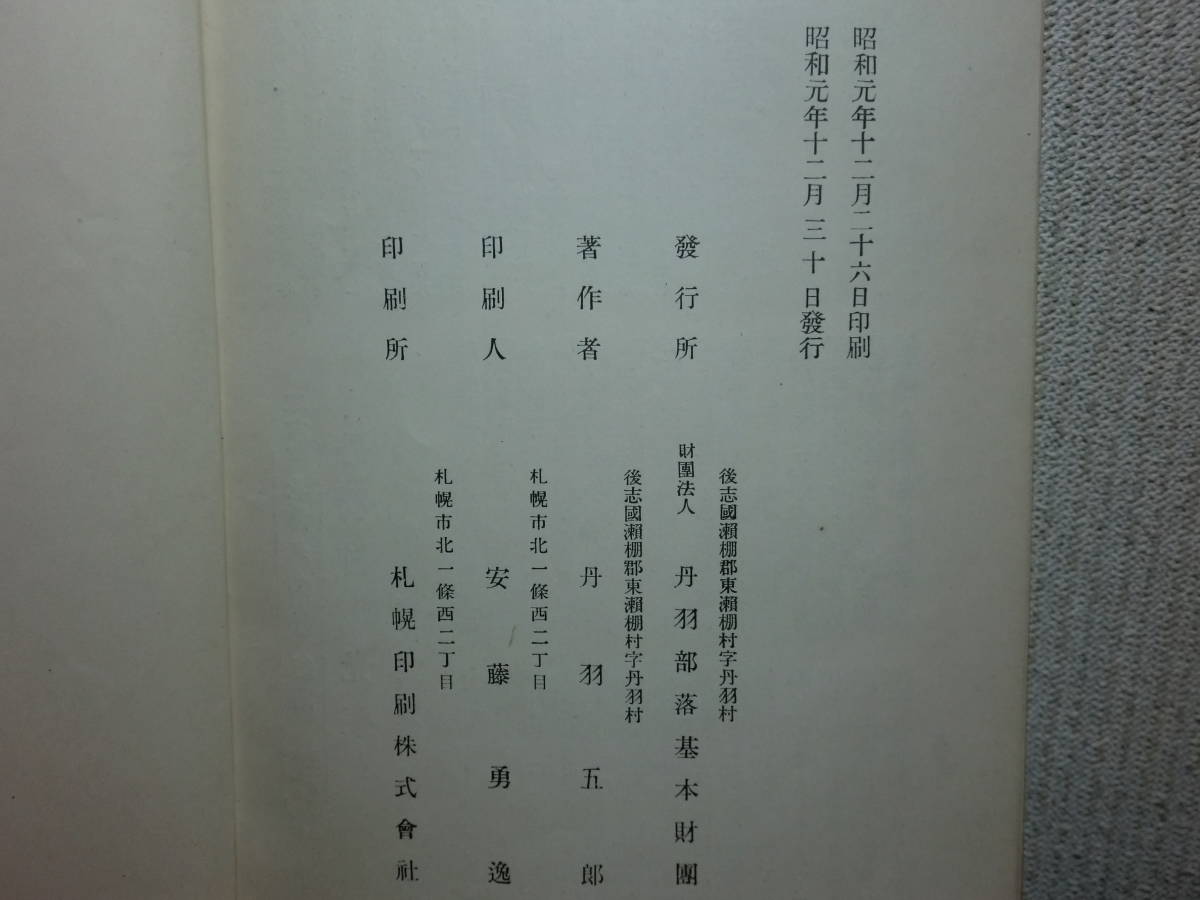 昭和元年十二月二十六日印刷
昭和元年十二月三十日發行
後志國瀨棚郡東瀨棚村字丹羽村
發行所 財團法人 丹羽部落基本財團
後志國瀨棚郡東瀨棚村字丹羽村
著作者 丹羽五郎
札幌市北一條西二丁目
印刷人 安藤勇逸
札幌市北一條西二丁目
印刷所 札幌印刷株式會社